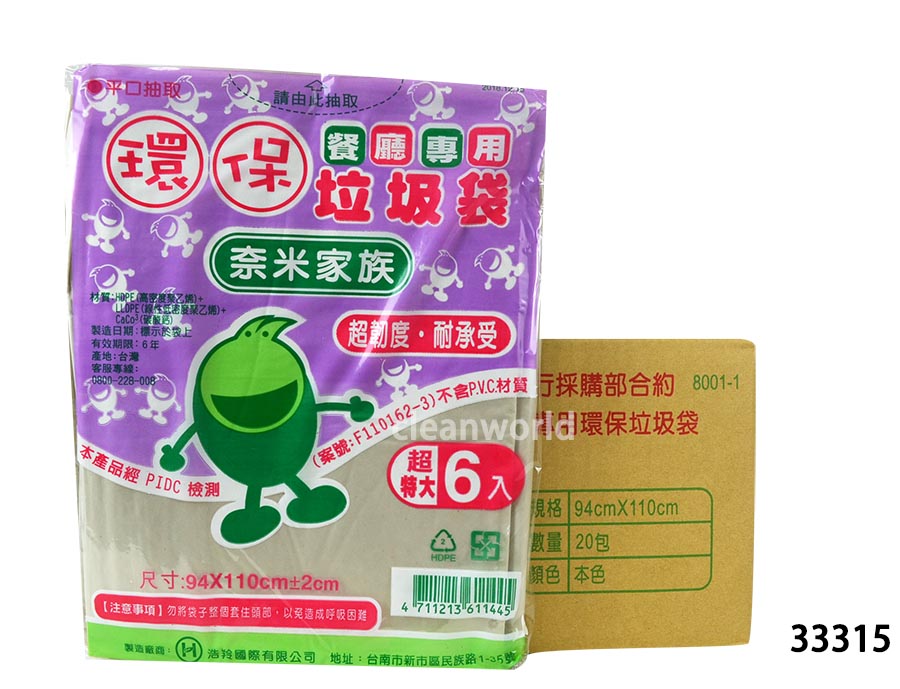 平口抽取
請由此抽取
2018.12.19
環保
餐廳專用
垃圾袋
奈米家族
材質:HDPE(高密度聚乙烯)+
LLDPE(線性低密度聚乙烯)+
CaCo³(碳酸鈣)
製造日期:標示於袋上
有效期限:6年
產地:台灣
客服專線:
0800-228-008
超韌度·耐承受
本產品經 PIDC 檢測
(案號:F110162-3)不含P.V.C.材質
cleanworld
超特大
6入
2
HDPE
尺寸:94X110cm±2cm
【注意事項】勿將袋子整個套住頭部,以免造成呼吸困難
4 711213 611445
製造廠商:
H
浩羚國際有限公司 地址:台南市新市區民族路1-35號
行採購部合約 8001-1
用環保垃圾袋
規格 94cmX110cm
數量 20包
顏色 本色
33315